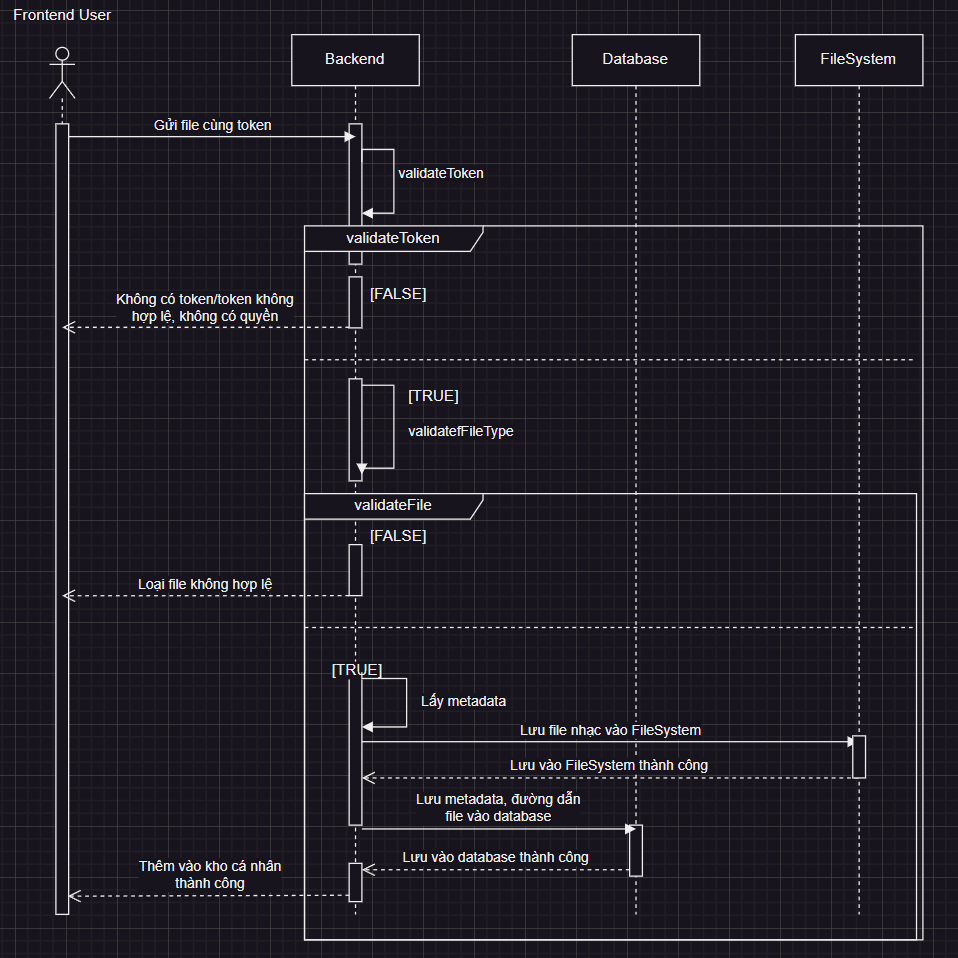 Frontend User
Backend
Database
FileSystem
Gửi file cùng token
validateToken
validateToken
[FALSE]
Không có token/token không
hợp lệ, không có quyền
[TRUE]
validatefFileType
validateFile
[FALSE]
Loại file không hợp lệ
[TRUE]
Lấy metadata
Lưu file nhạc vào FileSystem
Lưu vào FileSystem thành công
Lưu metadata, đường dẫn
file vào database
Lưu vào database thành công
Thêm vào kho cá nhân
thành công